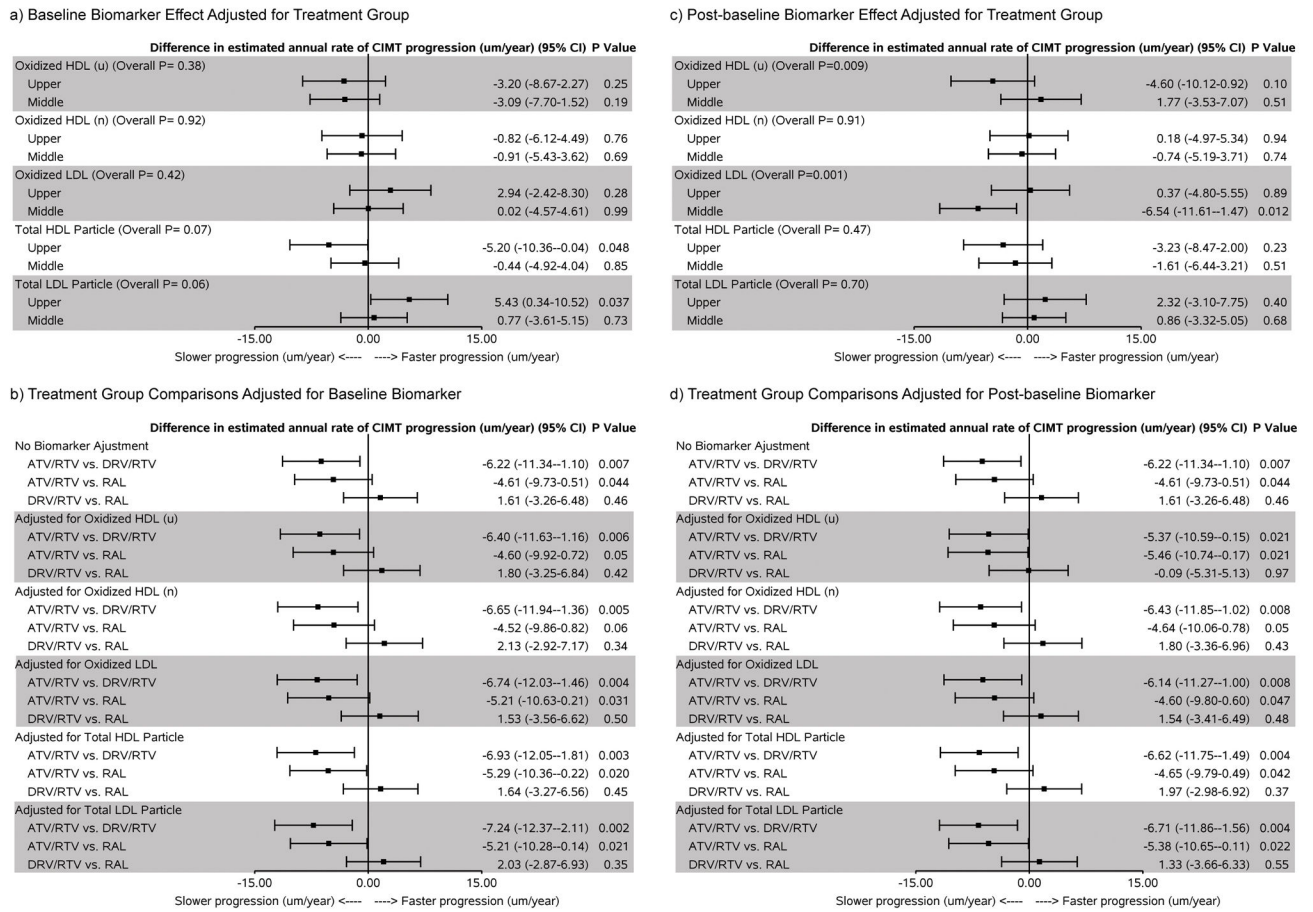 a) Baseline Biomarker Effect Adjusted for Treatment Group
Difference in estimated annual rate of CIMT progression (um/year) (95% CI) P Value
Oxidized HDL (u) (Overall P= 0.38)
Upper -3.20 (-8.67-2.27) 0.25
Middle -3.09 (-7.70-1.52) 0.19
Oxidized HDL (n) (Overall P= 0.92)
Upper -0.82 (-6.12-4.49) 0.76
Middle -0.91 (-5.43-3.62) 0.69
Oxidized LDL (Overall P= 0.42)
Upper 2.94 (-2.42-8.30) 0.28
Middle 0.02 (-4.57-4.61) 0.99
Total HDL Particle (Overall P= 0.07)
Upper -5.20 (-10.36--0.04) 0.048
Middle -0.44 (-4.92-4.04) 0.85
Total LDL Particle (Overall P= 0.06)
Upper 5.43 (0.34-10.52) 0.037
Middle 0.77 (-3.61-5.15) 0.73
-15.00 0.00 15.00
Slower progression (um/year) <---- ----> Faster progression (um/year)
b) Treatment Group Comparisons Adjusted for Baseline Biomarker
Difference in estimated annual rate of CIMT progression (um/year) (95% CI) P Value
No Biomarker Ajustment
ATV/RTV vs. DRV/RTV -6.22 (-11.34--1.10) 0.007
ATV/RTV vs. RAL -4.61 (-9.73-0.51) 0.044
DRV/RTV vs. RAL 1.61 (-3.26-6.48) 0.46
Adjusted for Oxidized HDL (u)
ATV/RTV vs. DRV/RTV -6.40 (-11.63--1.16) 0.006
ATV/RTV vs. RAL -4.60 (-9.92-0.72) 0.05
DRV/RTV vs. RAL 1.80 (-3.25-6.84) 0.42
Adjusted for Oxidized HDL (n)
ATV/RTV vs. DRV/RTV -6.65 (-11.94--1.36) 0.005
ATV/RTV vs. RAL -4.52 (-9.86-0.82) 0.06
DRV/RTV vs. RAL 2.13 (-2.92-7.17) 0.34
Adjusted for Oxidized LDL
ATV/RTV vs. DRV/RTV -6.74 (-12.03--1.46) 0.004
ATV/RTV vs. RAL -5.21 (-10.63-0.21) 0.031
DRV/RTV vs. RAL 1.53 (-3.56-6.62) 0.50
Adjusted for Total HDL Particle
ATV/RTV vs. DRV/RTV -6.93 (-12.05--1.81) 0.003
ATV/RTV vs. RAL -5.29 (-10.36--0.22) 0.020
DRV/RTV vs. RAL 1.64 (-3.27-6.56) 0.45
Adjusted for Total LDL Particle
ATV/RTV vs. DRV/RTV -7.24 (-12.37--2.11) 0.002
ATV/RTV vs. RAL -5.21 (-10.28--0.14) 0.021
DRV/RTV vs. RAL 2.03 (-2.87-6.93) 0.35
-15.00 0.00 15.00
Slower progression (um/year) <---- ----> Faster progression (um/year)
c) Post-baseline Biomarker Effect Adjusted for Treatment Group
Difference in estimated annual rate of CIMT progression (um/year) (95% CI) P Value
Oxidized HDL (u) (Overall P=0.009)
Upper -4.60 (-10.12-0.92) 0.10
Middle 1.77 (-3.53-7.07) 0.51
Oxidized HDL (n) (Overall P= 0.91)
Upper 0.18 (-4.97-5.34) 0.94
Middle -0.74 (-5.19-3.71) 0.74
Oxidized LDL (Overall P=0.001)
Upper 0.37 (-4.80-5.55) 0.89
Middle -6.54 (-11.61--1.47) 0.012
Total HDL Particle (Overall P= 0.47)
Upper -3.23 (-8.47-2.00) 0.23
Middle -1.61 (-6.44-3.21) 0.51
Total LDL Particle (Overall P= 0.70)
Upper 2.32 (-3.10-7.75) 0.40
Middle 0.86 (-3.32-5.05) 0.68
-15.00 0.00 15.00
Slower progression (um/year) <---- ----> Faster progression (um/year)
d) Treatment Group Comparisons Adjusted for Post-baseline Biomarker
Difference in estimated annual rate of CIMT progression (um/year) (95% CI) P Value
No Biomarker Ajustment
ATV/RTV vs. DRV/RTV -6.22 (-11.34--1.10) 0.007
ATV/RTV vs. RAL -4.61 (-9.73-0.51) 0.044
DRV/RTV vs. RAL 1.61 (-3.26-6.48) 0.46
Adjusted for Oxidized HDL (u)
ATV/RTV vs. DRV/RTV -5.37 (-10.59--0.15) 0.021
ATV/RTV vs. RAL -5.46 (-10.74--0.17) 0.021
DRV/RTV vs. RAL -0.09 (-5.31-5.13) 0.97
Adjusted for Oxidized HDL (n)
ATV/RTV vs. DRV/RTV -6.43 (-11.85--1.02) 0.008
ATV/RTV vs. RAL -4.64 (-10.06-0.78) 0.05
DRV/RTV vs. RAL 1.80 (-3.36-6.96) 0.43
Adjusted for Oxidized LDL
ATV/RTV vs. DRV/RTV -6.14 (-11.27--1.00) 0.008
ATV/RTV vs. RAL -4.60 (-9.80-0.60) 0.047
DRV/RTV vs. RAL 1.54 (-3.41-6.49) 0.48
Adjusted for Total HDL Particle
ATV/RTV vs. DRV/RTV -6.62 (-11.75--1.49) 0.004
ATV/RTV vs. RAL -4.65 (-9.79-0.49) 0.042
DRV/RTV vs. RAL 1.97 (-2.98-6.92) 0.37
Adjusted for Total LDL Particle
ATV/RTV vs. DRV/RTV -6.71 (-11.86--1.56) 0.004
ATV/RTV vs. RAL -5.38 (-10.65--0.11) 0.022
DRV/RTV vs. RAL 1.33 (-3.66-6.33) 0.55
-15.00 0.00 15.00
Slower progression (um/year) <---- ----> Faster progression (um/year)